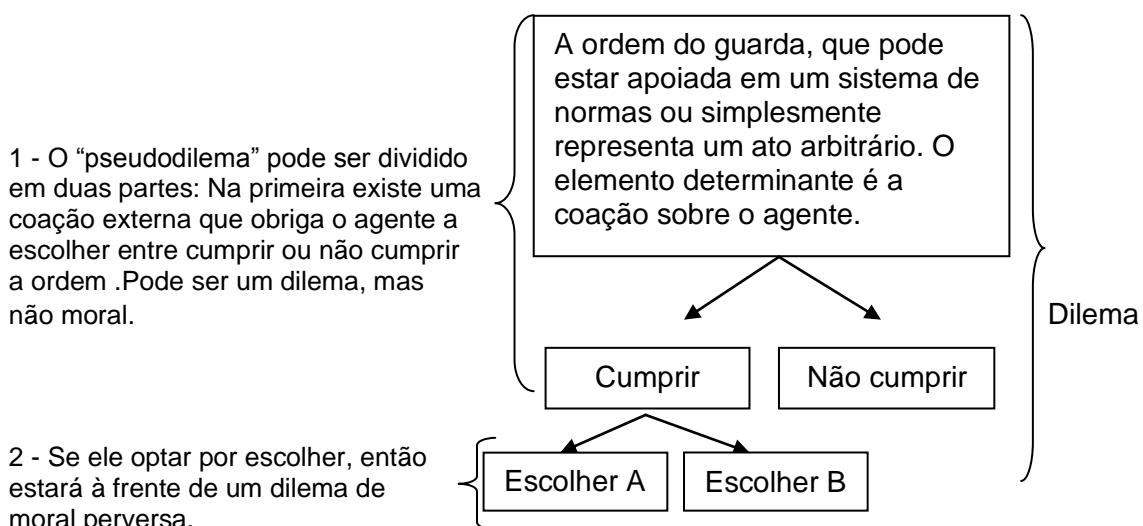 A ordem do guarda, que pode
estar apoiada em um sistema de
normas ou simplesmente
representa um ato arbitrário. O
elemento determinante é a
coação sobre o agente.
1 - O “pseudodilema” pode ser dividido
em duas partes: Na primeira existe uma
coação externa que obriga o agente a
escolher entre cumprir ou não cumprir
a ordem .Pode ser um dilema, mas
não moral.
Dilema
Cumprir
Não cumprir
2 - Se ele optar por escolher, então
estará à frente de um dilema de
moral perversa.
Escolher A
Escolher B